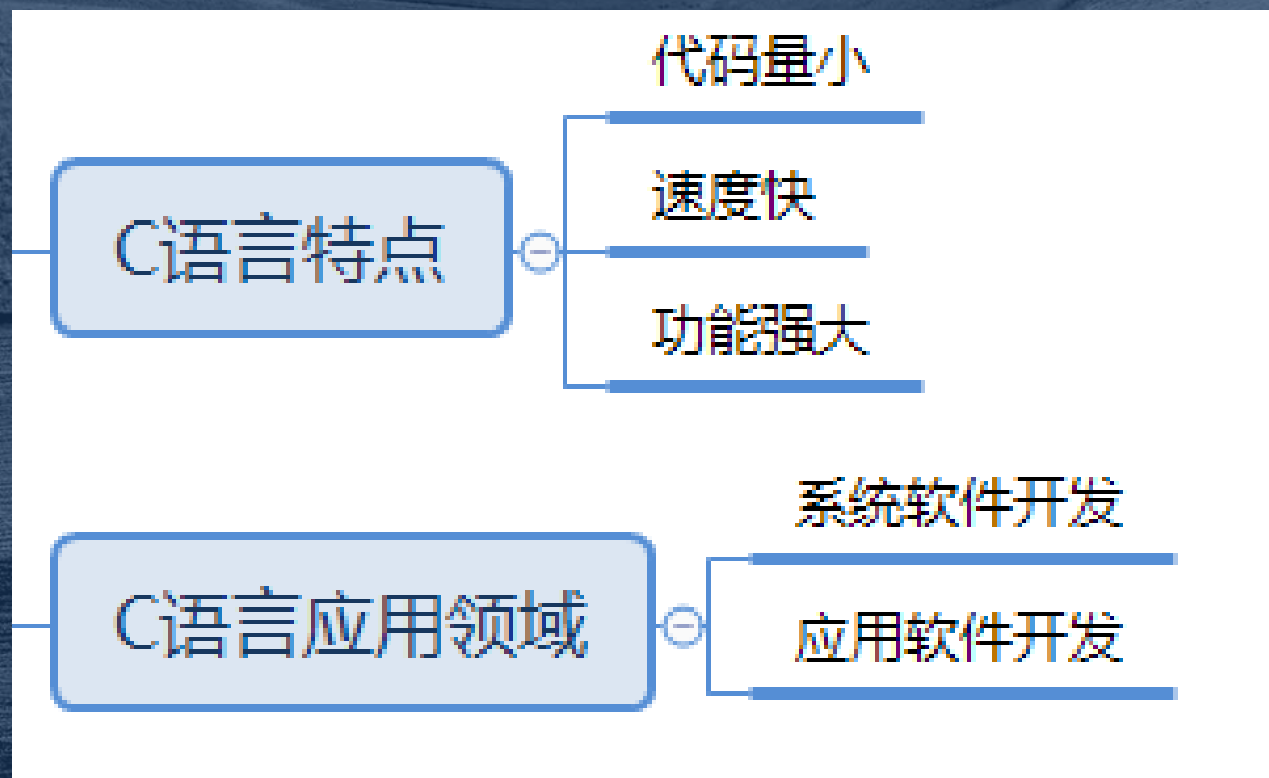 代码量小
C语言特点
速度快
功能强大
系统软件开发
C语言应用领域
应用软件开发